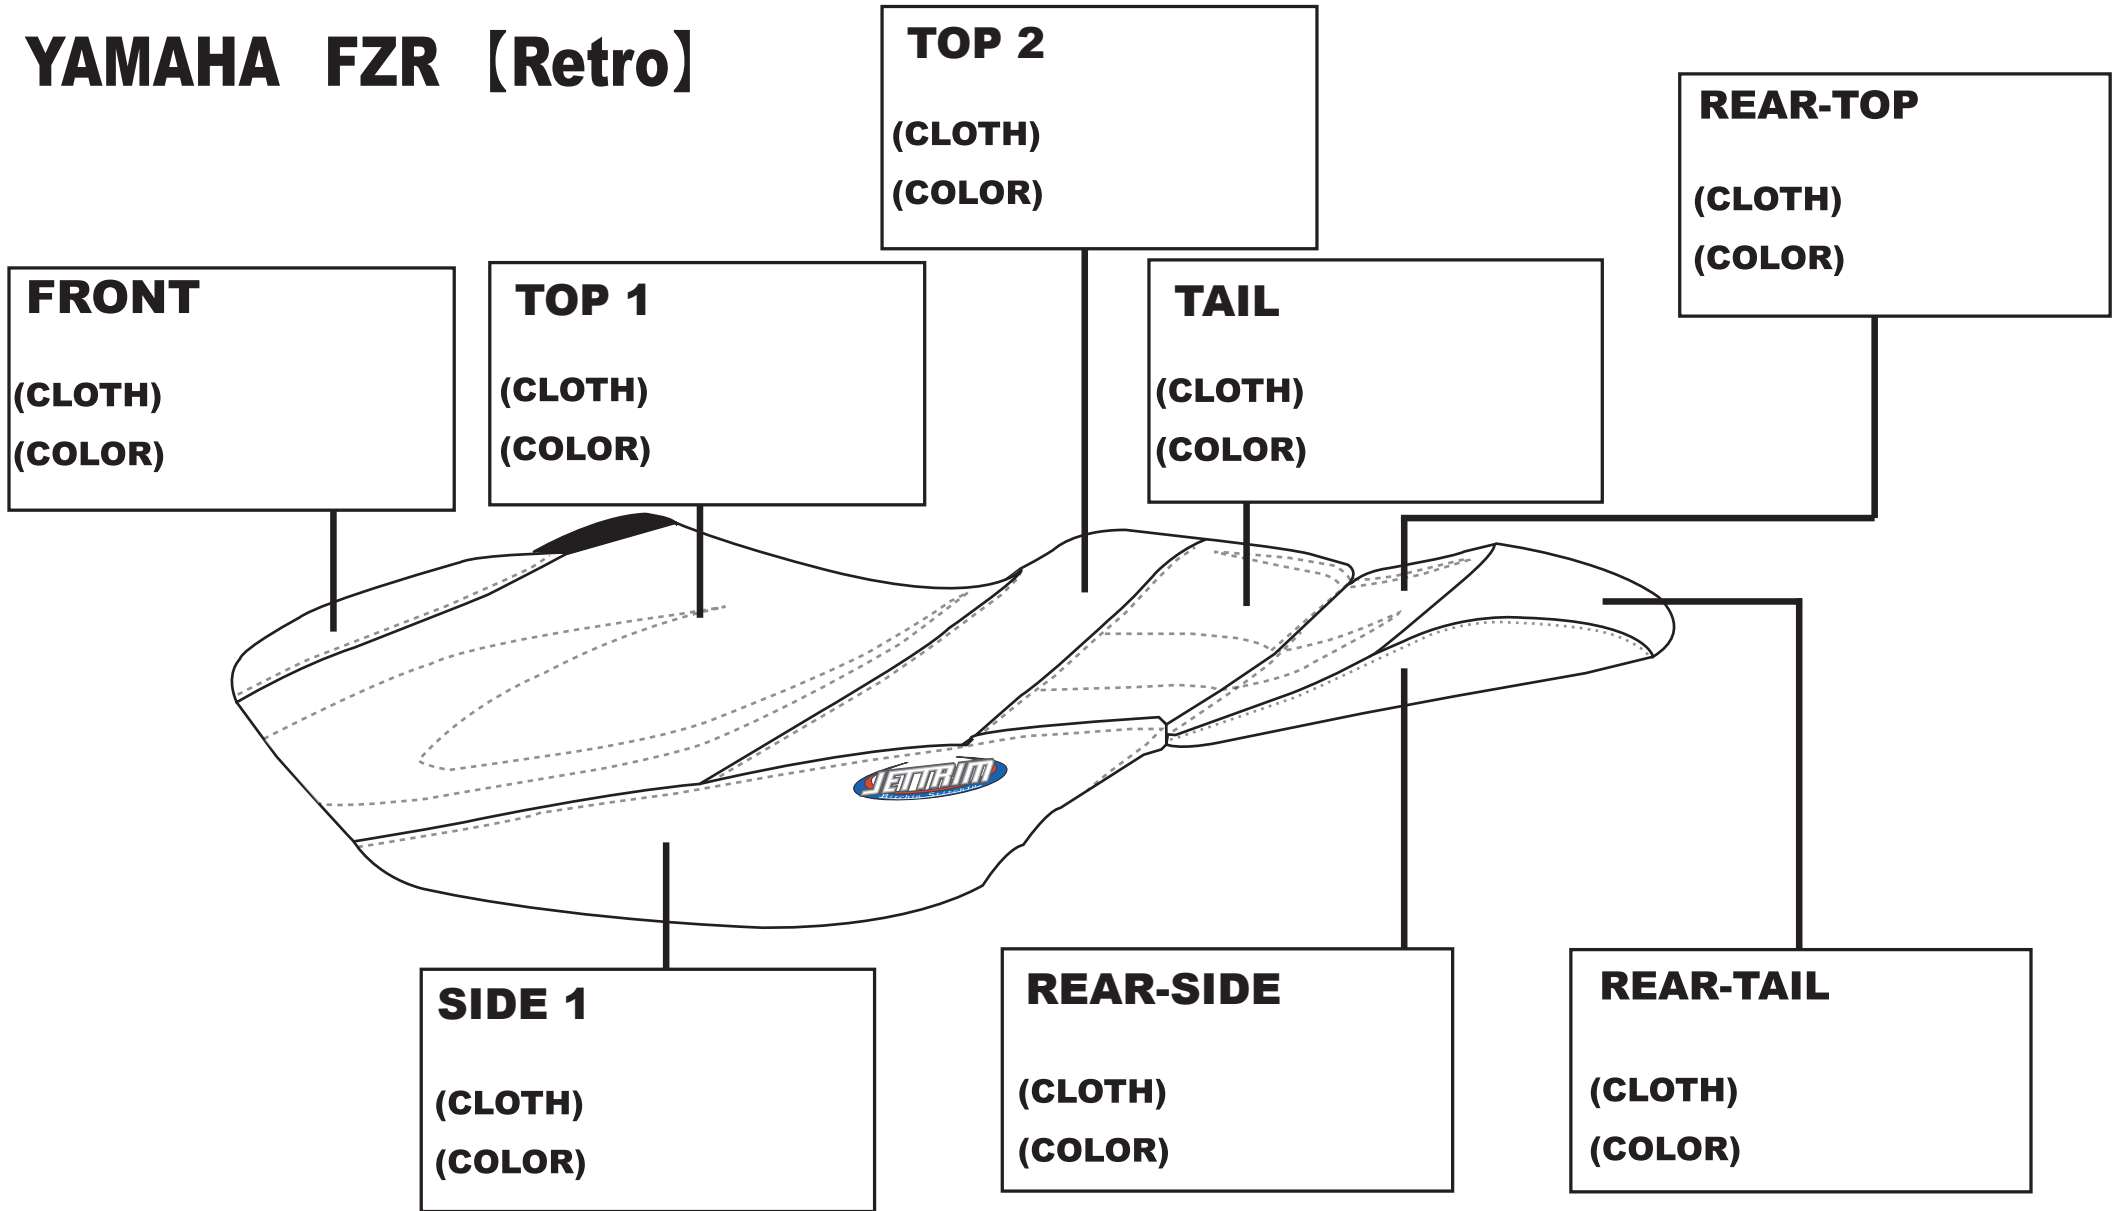 YAMAHA FZR 【Retro】
TOP 2
(CLOTH)
(COLOR)
REAR-TOP
(CLOTH)
(COLOR)
FRONT
(CLOTH)
(COLOR)
TOP 1
(CLOTH)
(COLOR)
TAIL
(CLOTH)
(COLOR)
JETTRIM
SIDE 1
(CLOTH)
(COLOR)
REAR-SIDE
(CLOTH)
(COLOR)
REAR-TAIL
(CLOTH)
(COLOR)